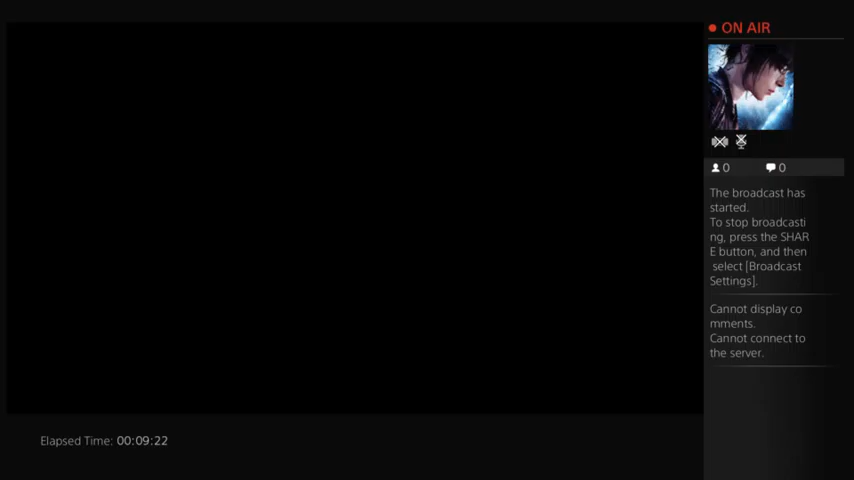 ON AIR
0 0
The broadcast has
started.
To stop broadcasti
ng, press the SHAR
E button, and then
select [Broadcast
Settings].
Cannot display co
mments.
Cannot connect to
the server.
Elapsed Time: 00:09:22